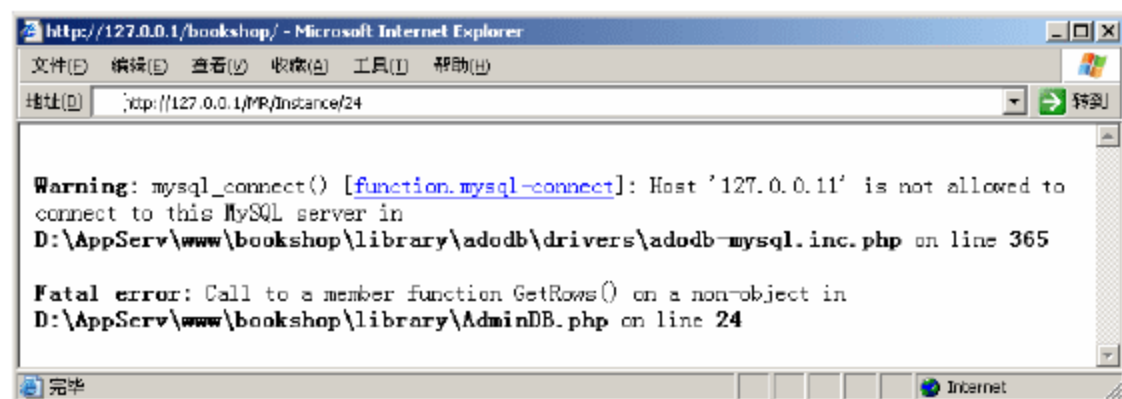 http://127.0.0.1/bookshop/ - Microsoft Internet Explorer
文件(F) 编辑(E) 查看(V) 收藏(A) 工具(T) 帮助(H)
地址(D) http://127.0.0.1/MR/Instance/24 转到
Warning: mysql_connect() [function.mysql-connect]: Host '127.0.0.11' is not allowed to
connect to this MySQL server in
D:\AppServ\www\bookshop\library\adodb\drivers\adodb-mysql.inc.php on line 365
Fatal error: Call to a member function GetRows() on a non-object in
D:\AppServ\www\bookshop\library\AdminDB.php on line 24
完毕 Internet